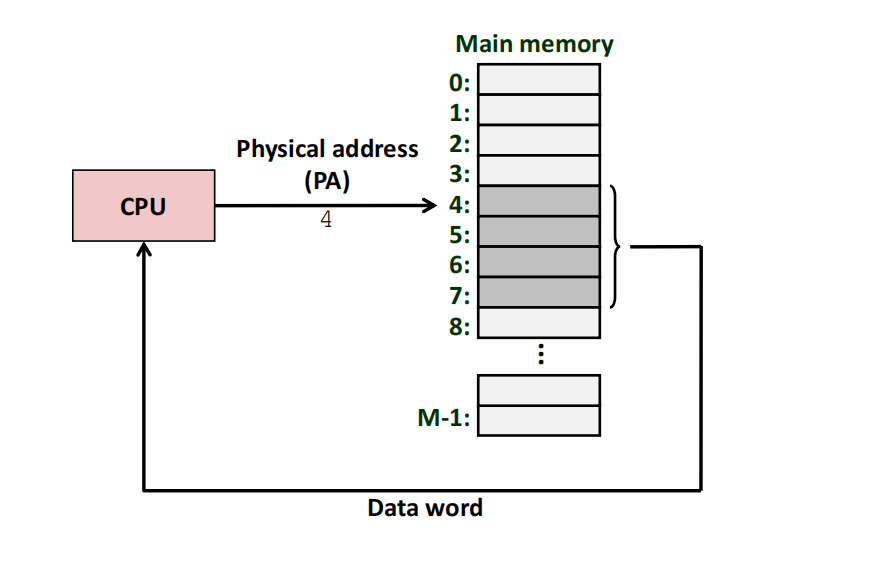 Main memory
0:
1:
Physical address
2:
(PA)
3:
CPU
4
4:
5:
6:
7:
8:
...
M-1:
Data word